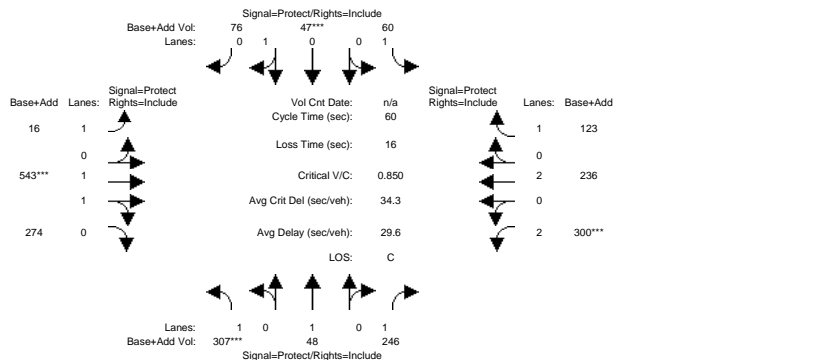 Signal=Protect/Rights=Include
Base+Add Vol: 76 47*** 60
Lanes: 0 1 0 0 1
Signal=Protect
Base+Add Lanes: Rights=Include
Vol Cnt Date: n/a
Signal=Protect
Rights=Include Lanes: Base+Add
Cycle Time (sec): 60
16 1
1 123
Loss Time (sec): 16
0
0
543*** 1
Critical V/C: 0.850
2 236
1
Avg Crit Del (sec/veh): 34.3
0
274 0
Avg Delay (sec/veh): 29.6
2 300***
LOS: C
Lanes: 1 0 1 0 1
Base+Add Vol: 307*** 48 246
Signal=Protect/Rights=Include